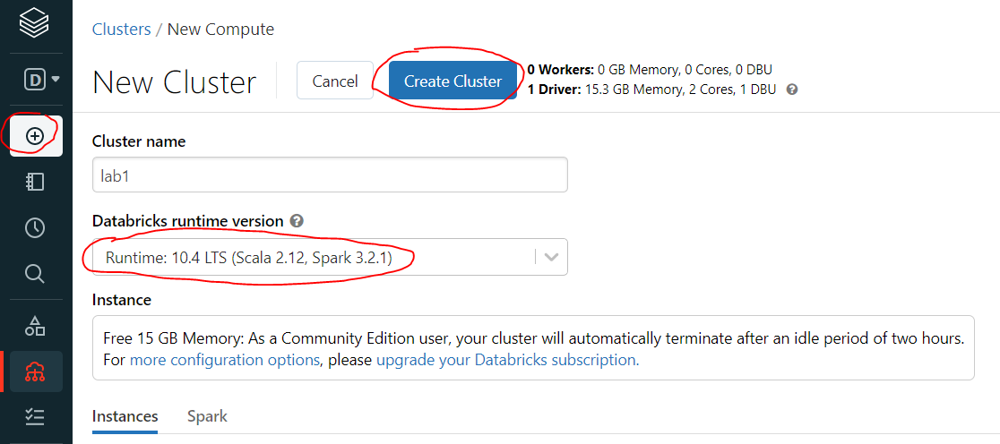 Clusters / New Compute
D
New Cluster
Cancel
Create Cluster
0 Workers: 0 GB Memory, 0 Cores, 0 DBU
1 Driver: 15.3 GB Memory, 2 Cores, 1 DBU ?
Cluster name
lab1
Databricks runtime version ?
Runtime: 10.4 LTS (Scala 2.12, Spark 3.2.1)
Instance
Free 15 GB Memory: As a Community Edition user, your cluster will automatically terminate after an idle period of two hours.
For more configuration options, please upgrade your Databricks subscription.
Instances Spark